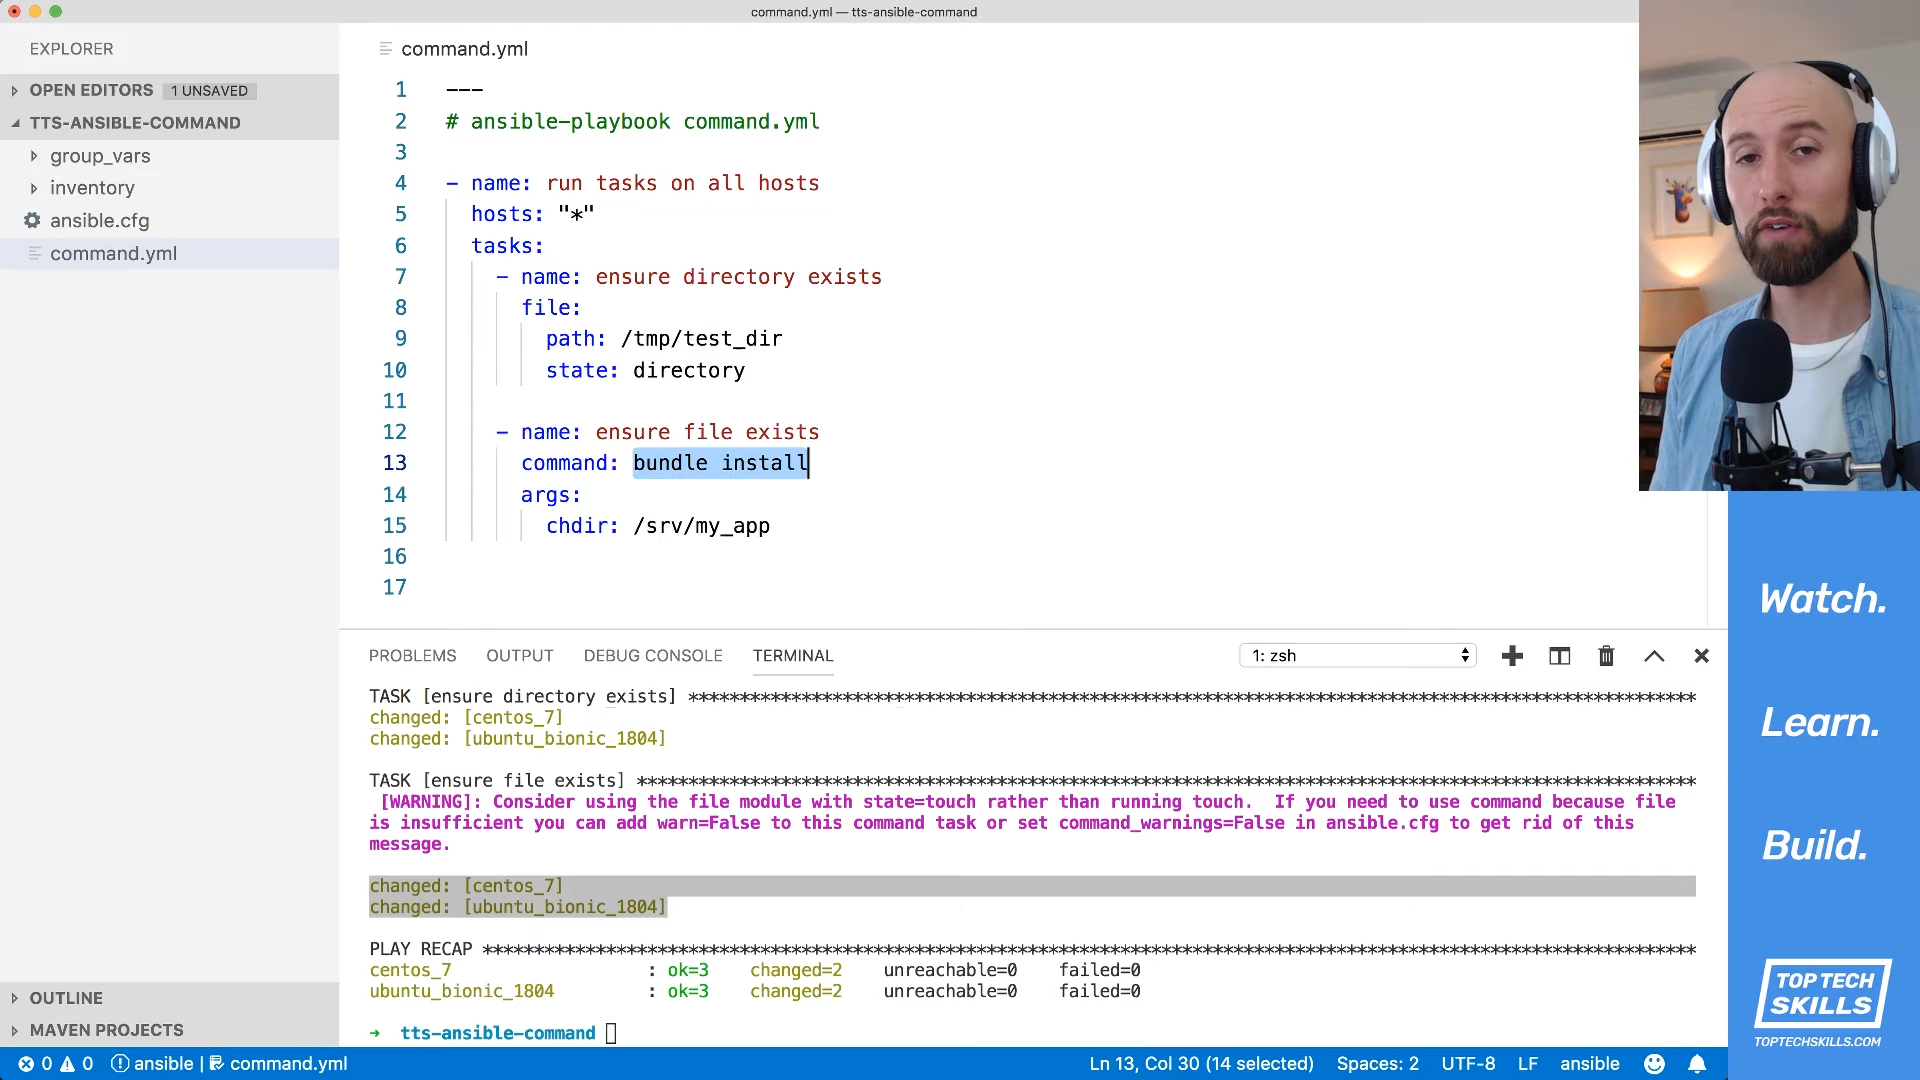 command.yml — tts-ansible-command
EXPLORER
OPEN EDITORS 1 UNSAVED
TTS-ANSIBLE-COMMAND
group_vars
inventory
ansible.cfg
command.yml
OUTLINE
MAVEN PROJECTS
command.yml
1 ---
2 # ansible-playbook command.yml
3
4 - name: run tasks on all hosts
5 hosts: "*"
6 tasks:
7 - name: ensure directory exists
8 file:
9 path: /tmp/test_dir
10 state: directory
11
12 - name: ensure file exists
13 command: bundle install
14 args:
15 chdir: /srv/my_app
16
17
PROBLEMS OUTPUT DEBUG CONSOLE TERMINAL 1: zsh
TASK [ensure directory exists] **************************************************************************************************
changed: [centos_7]
changed: [ubuntu_bionic_1804]
TASK [ensure file exists] *******************************************************************************************************
[WARNING]: Consider using the file module with state=touch rather than running touch.  If you need to use command because file
is insufficient you can add warn=False to this command task or set command_warnings=False in ansible.cfg to get rid of this
message.
changed: [centos_7]
changed: [ubuntu_bionic_1804]
PLAY RECAP **********************************************************************************************************************
centos_7 : ok=3 changed=2 unreachable=0 failed=0
ubuntu_bionic_1804 : ok=3 changed=2 unreachable=0 failed=0
→ tts-ansible-command
0 0 ansible | command.yml Ln 13, Col 30 (14 selected) Spaces: 2 UTF-8 LF ansible
Watch.
Learn.
Build.
TOP TECH
SKILLS
TOPTECHSKILLS.COM